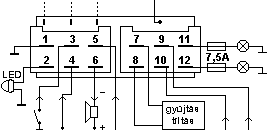 1 3 5 7 9 11
2 4 6 8 10 12
7,5A
LED
gyújtás
tiltás
− +